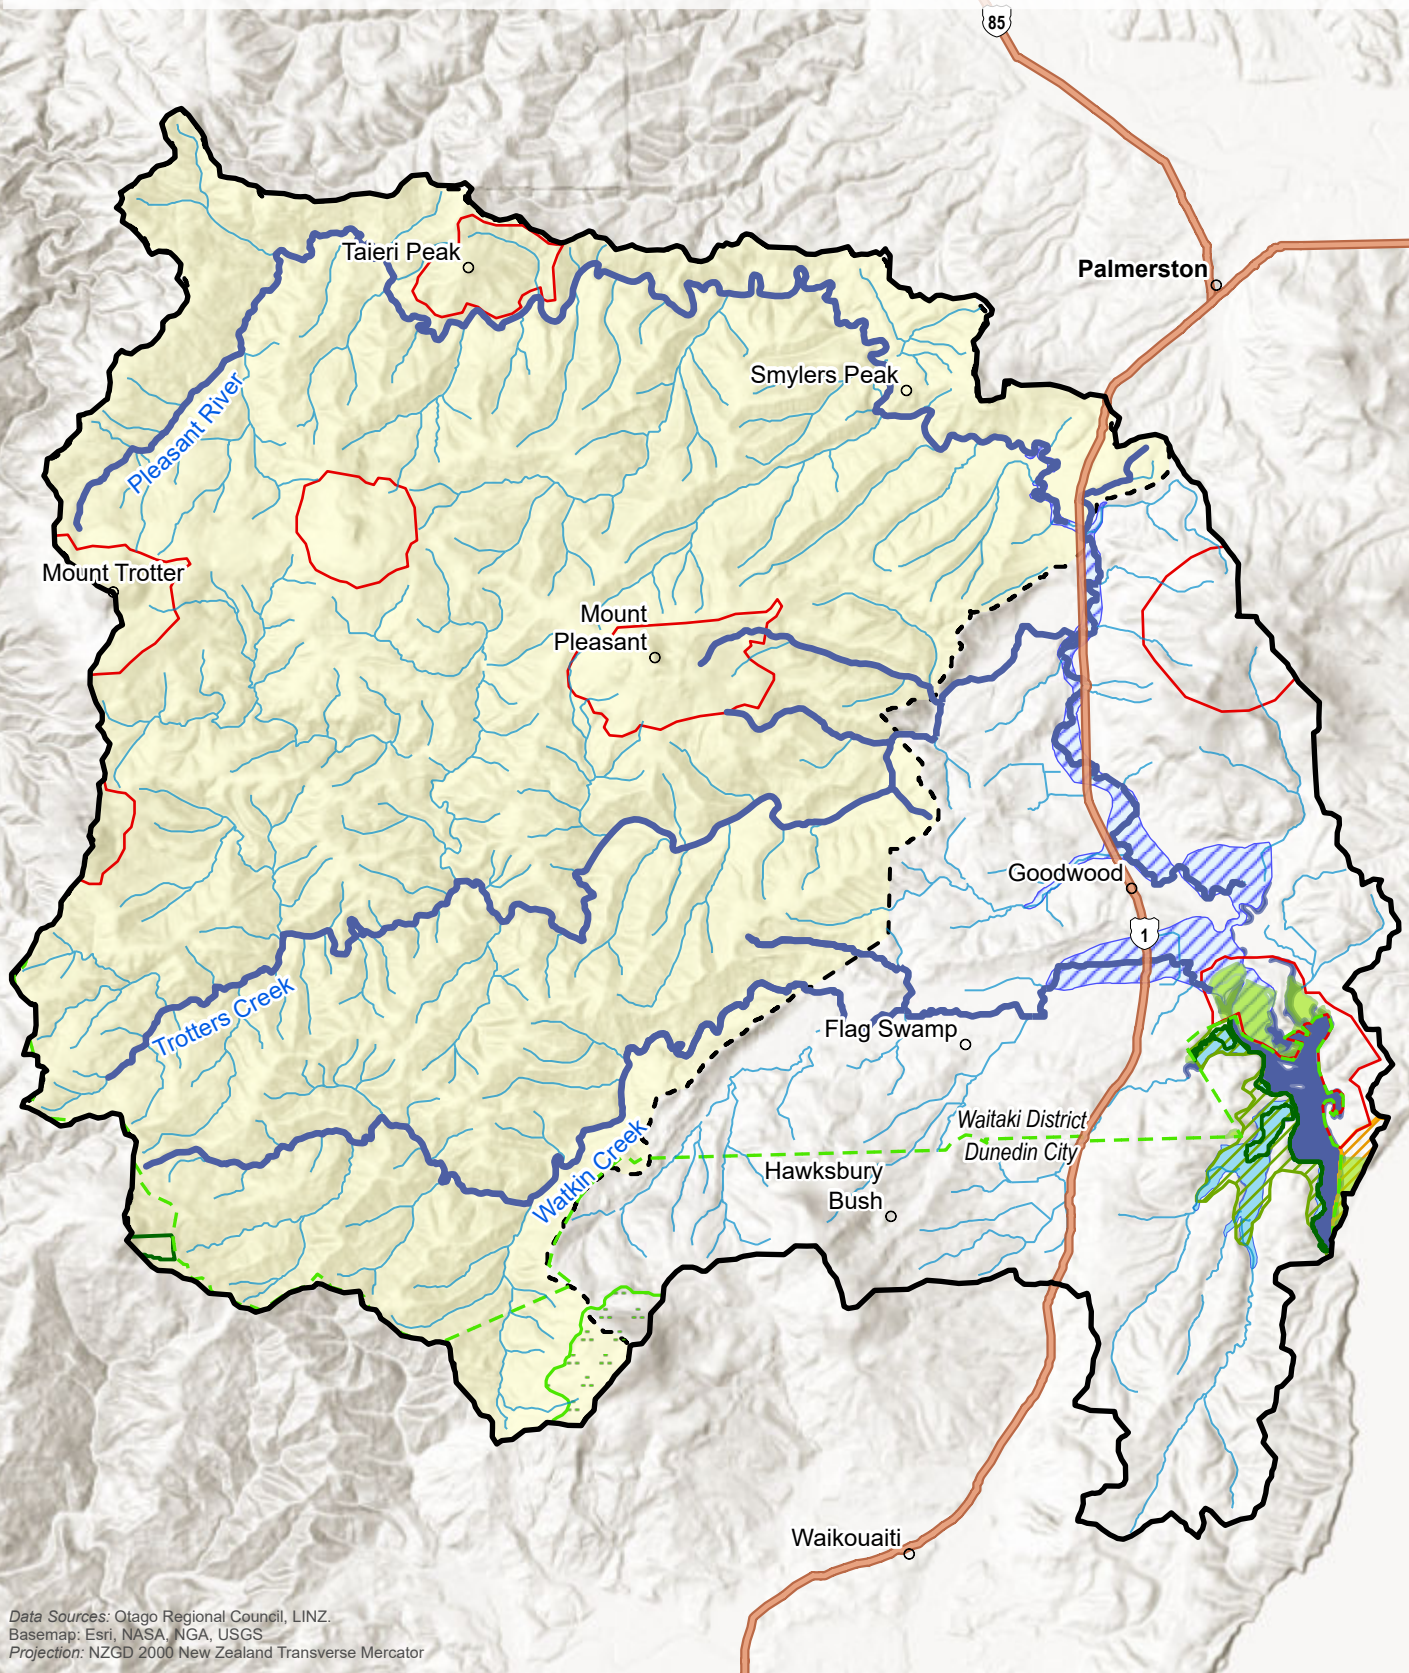 85
Taieri Peak
Palmerston
Smylers Peak
Pleasant River
Mount Trotter
Mount
Pleasant
Goodwood
1
Trotters Creek
Flag Swamp
Waitaki District
Dunedin City
Watkin Creek
Hawksbury
Bush
Waikouaiti
Data Sources: Otago Regional Council, LINZ.
Basemap: Esri, NASA, NGA, USGS
Projection: NZGD 2000 New Zealand Transverse Mercator